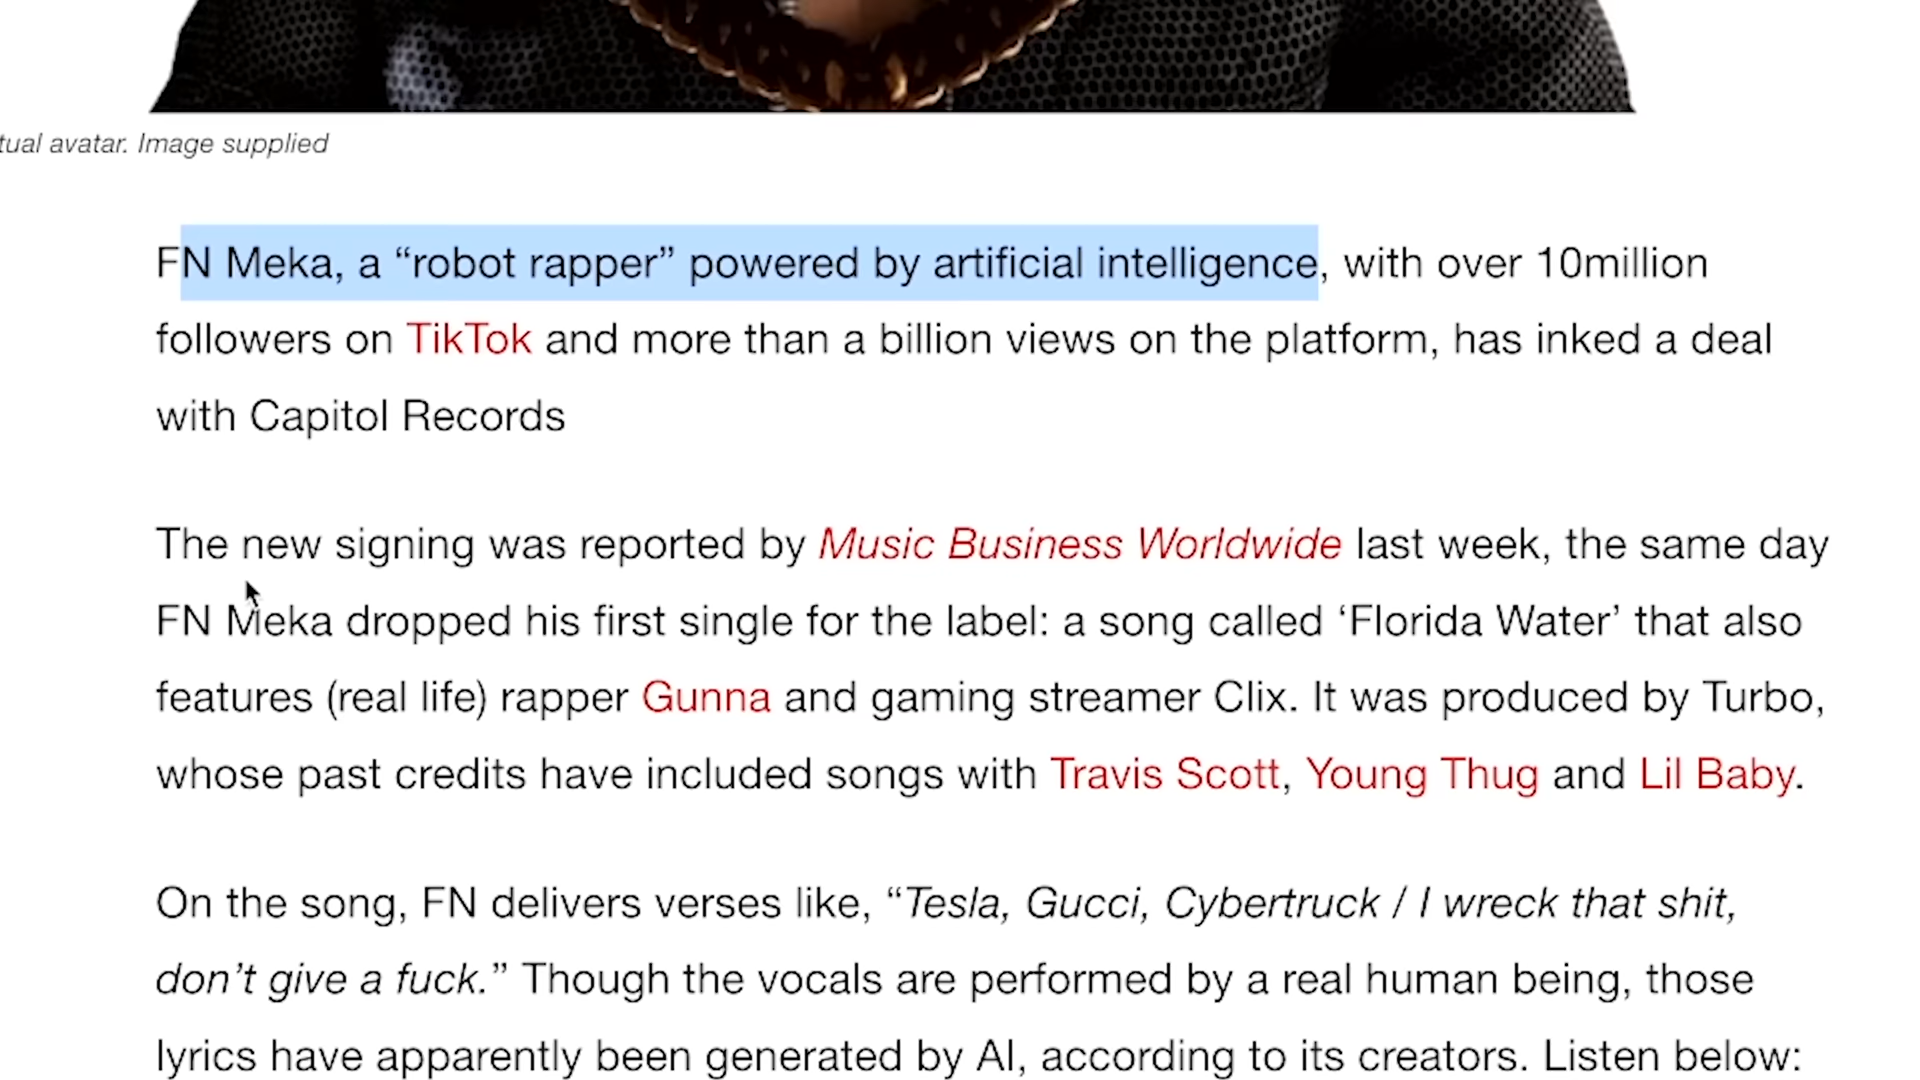 tual avatar. Image supplied
FN Meka, a “robot rapper” powered by artificial intelligence, with over 10million
followers on TikTok and more than a billion views on the platform, has inked a deal
with Capitol Records
The new signing was reported by Music Business Worldwide last week, the same day
FN Meka dropped his first single for the label: a song called ‘Florida Water’ that also
features (real life) rapper Gunna and gaming streamer Clix. It was produced by Turbo,
whose past credits have included songs with Travis Scott, Young Thug and Lil Baby.
On the song, FN delivers verses like, “Tesla, Gucci, Cybertruck / I wreck that shit,
don’t give a fuck.” Though the vocals are performed by a real human being, those
lyrics have apparently been generated by AI, according to its creators. Listen below: